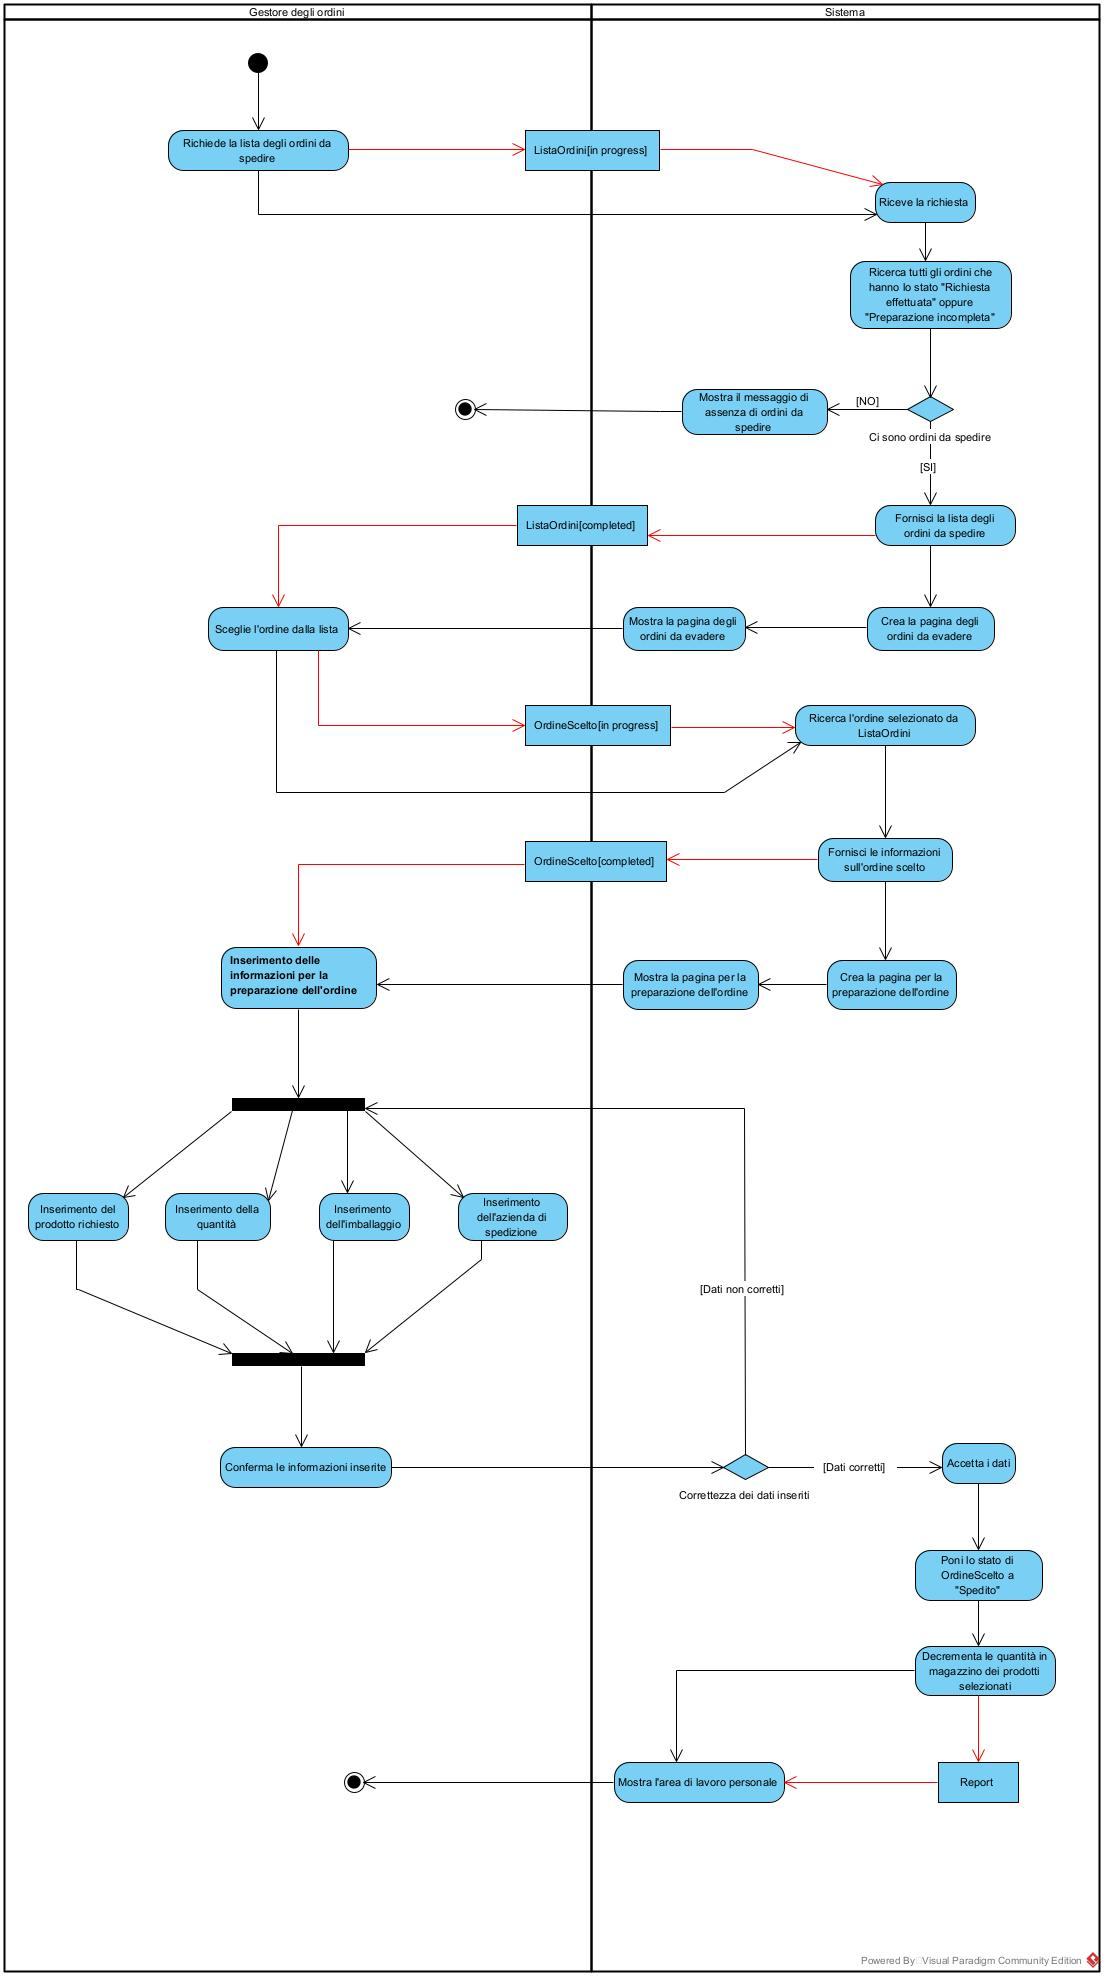 Gestore degli ordini
Sistema
Richiede la lista degli ordini da
spedire
ListaOrdini[in progress]
Riceve la richiesta
Ricerca tutti gli ordini che
hanno lo stato "Richiesta
effettuata" oppure
"Preparazione incompleta"
Mostra il messaggio di
assenza di ordini da
spedire
[NO]
Ci sono ordini da spedire
[SI]
ListaOrdini[completed]
Fornisci la lista degli
ordini da spedire
Sceglie l'ordine dalla lista
Mostra la pagina degli
ordini da evadere
Crea la pagina degli
ordini da evadere
OrdineScelto[in progress]
Ricerca l'ordine selezionato da
ListaOrdini
OrdineScelto[completed]
Fornisci le informazioni
sull'ordine scelto
Inserimento delle
informazioni per la
preparazione dell'ordine
Mostra la pagina per la
preparazione dell'ordine
Crea la pagina per la
preparazione dell'ordine
Inserimento del
prodotto richiesto
Inserimento della
quantità
Inserimento
dell'imballaggio
Inserimento
dell'azienda di
spedizione
[Dati non corretti]
Conferma le informazioni inserite
[Dati corretti]
Accetta i dati
Correttezza dei dati inseriti
Poni lo stato di
OrdineScelto a
"Spedito"
Decrementa le quantità in
magazzino dei prodotti
selezionati
Mostra l'area di lavoro personale
Report
Powered By Visual Paradigm Community Edition